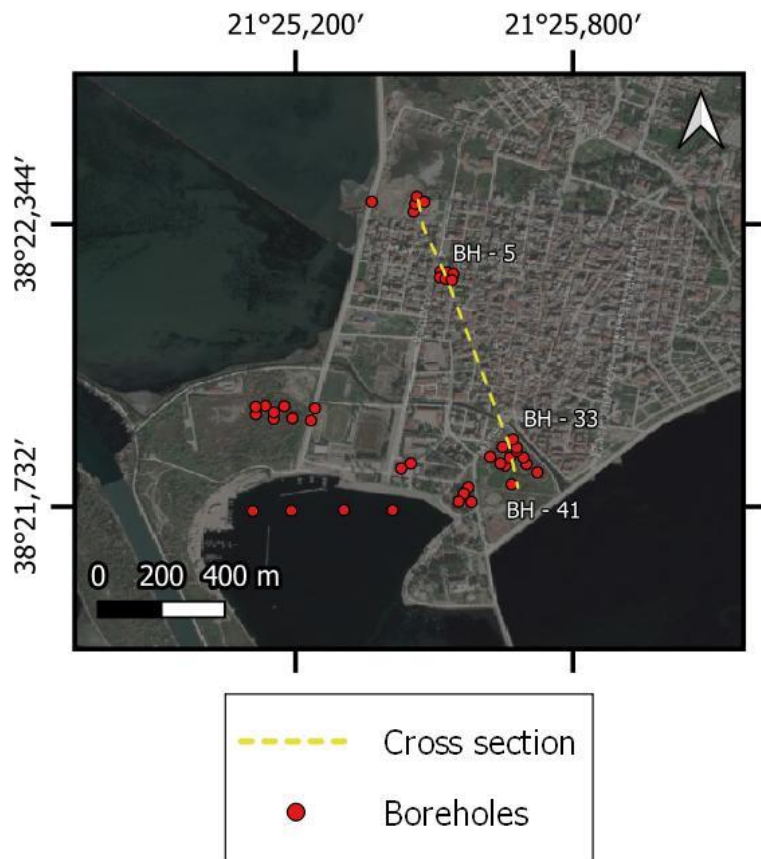 21°25,200′ 21°25,800′
38°22,344′
BH - 5
BH - 33
38°21,732′
BH - 41
0 200 400 m
Cross section
Boreholes